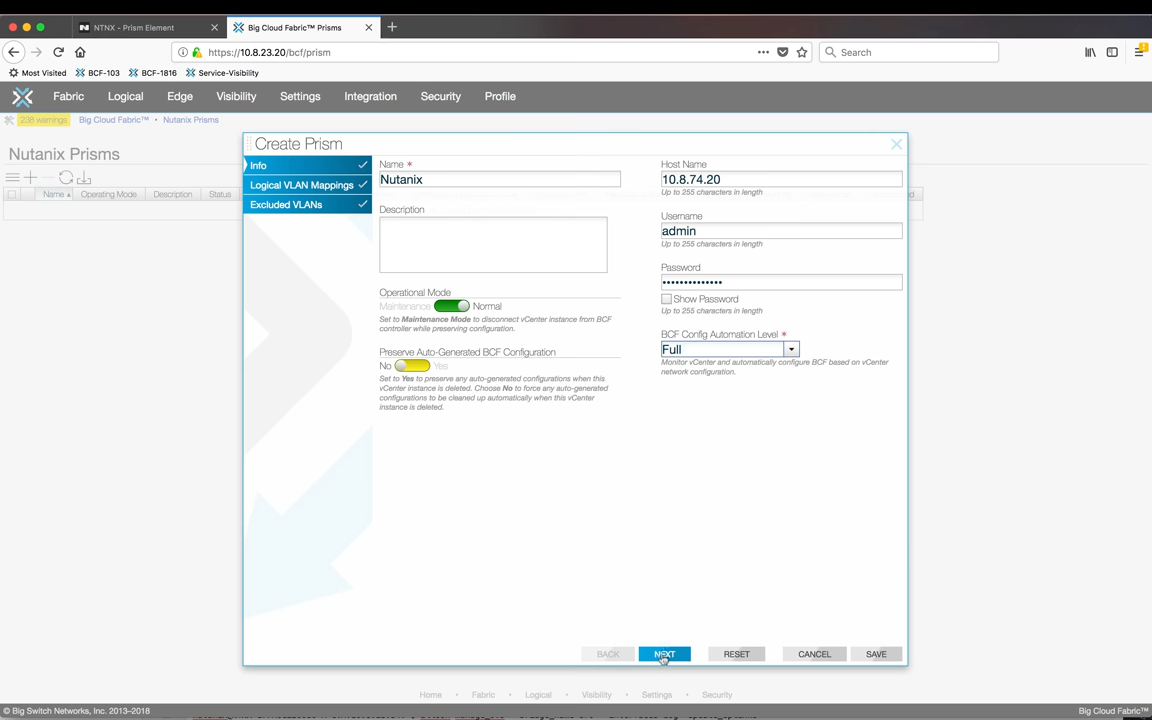 NTNX - Prism Element
Big Cloud Fabric™ Prisms
https://10.8.23.20/bcf/prism
Search
Most Visited
BCF-103
BCF-1816
Service-Visibility
Fabric
Logical
Edge
Visibility
Settings
Integration
Security
Profile
238 warnings
Big Cloud Fabric™ • Nutanix Prisms
Nutanix Prisms
Name
Operating Mode
Description
Status
Create Prism
Info
Logical VLAN Mappings
Excluded VLANs
Name *
Nutanix
Description
Operational Mode
Maintenance Normal
Set to Maintenance Mode to disconnect vCenter instance from BCF
controller while preserving configuration.
Preserve Auto-Generated BCF Configuration
No Yes
Set to Yes to preserve any auto-generated configurations when this
vCenter instance is deleted. Choose No to force any auto-generated
configurations to be cleaned up automatically when this vCenter
instance is deleted.
Host Name
10.8.74.20
Up to 255 characters in length
Username
admin
Up to 255 characters in length
Password
••••••••••••••
Show Password
Up to 255 characters in length
BCF Config Automation Level *
Full
Monitor vCenter and automatically configure BCF based on vCenter
network configuration.
BACK
NEXT
RESET
CANCEL
SAVE
Home • Fabric • Logical • Visibility • Settings • Security
© Big Switch Networks, Inc. 2013–2018
Big Cloud Fabric™